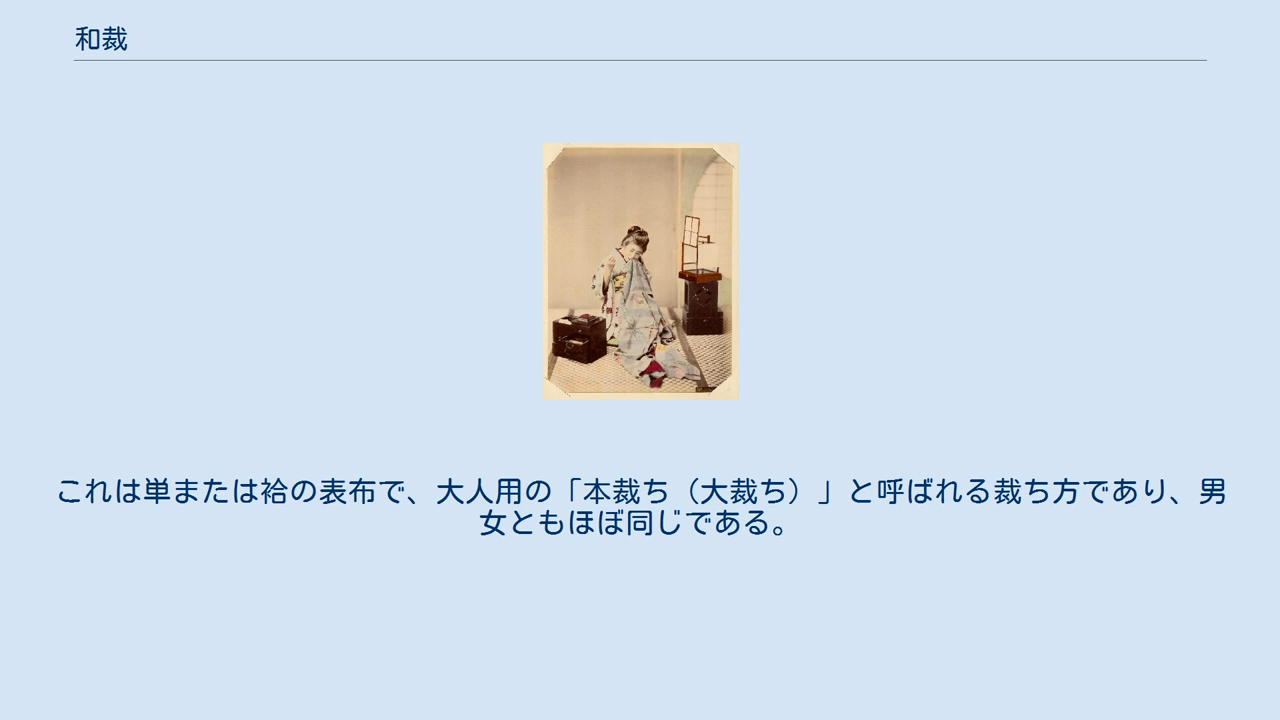 和裁
これは単または袷の表布で、大人用の「本裁ち（大裁ち）」と呼ばれる裁ち方であり、男
女ともほぼ同じである。